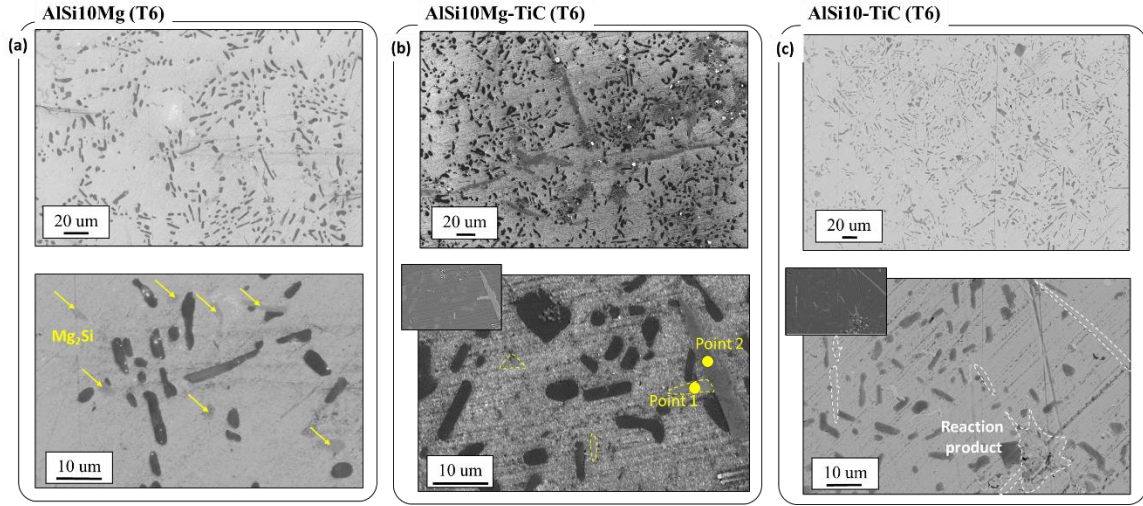 AlSi10Mg (T6)
(a)
20 um
Mg₂Si
10 um
AlSi10Mg-TiC (T6)
(b)
20 um
Point 2
Point 1
10 um
AlSi10-TiC (T6)
(c)
20 um
Reaction
product
10 um